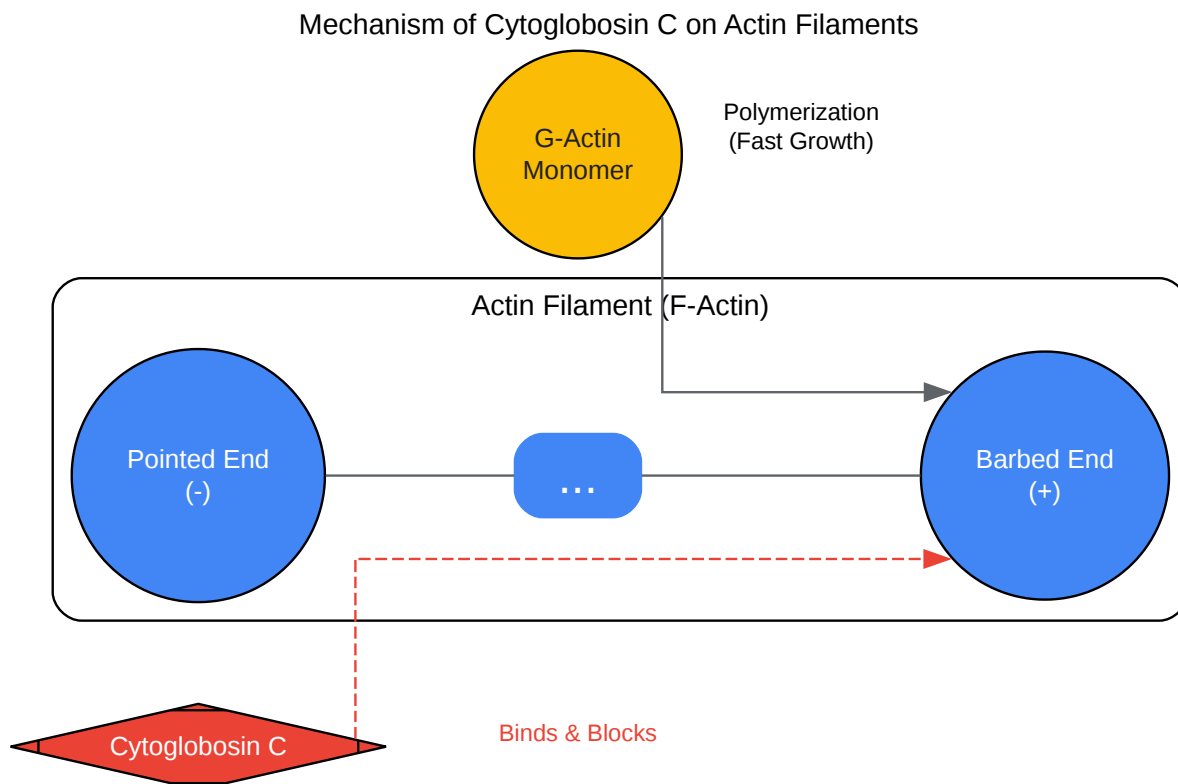 Mechanism of Cytoglobosin C on Actin Filaments
G-Actin
Monomer
Polymerization
(Fast Growth)
Actin Filament (F-Actin)
Pointed End
(-)
...
Barbed End
(+)
Cytoglobosin C
Binds & Blocks